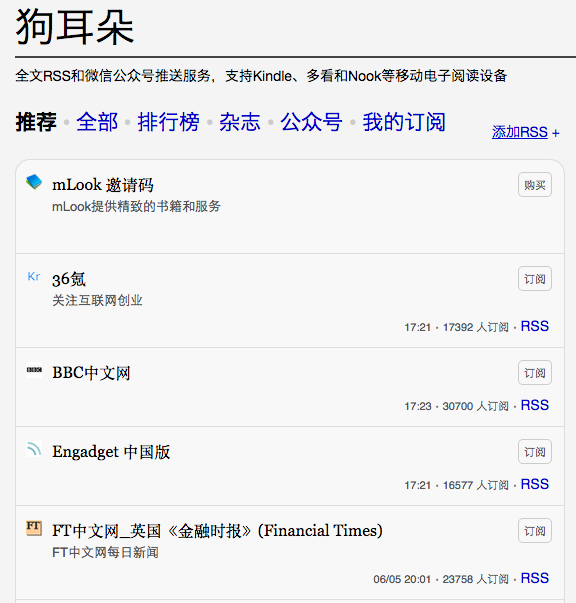 狗耳朵
全文RSS和微信公众号推送服务，支持Kindle、多看和Nook等移动电子阅读设备
推荐 • 全部 • 排行榜 • 杂志 • 公众号 • 我的订阅
添加RSS +
mLook 邀请码
购买
mLook提供精致的书籍和服务
Kr
36氪
订阅
关注互联网创业
17:21 · 17392 人订阅 · RSS
BBC
BBC中文网
订阅
17:23 · 30700 人订阅 · RSS
Engadget 中国版
订阅
17:21 · 16577 人订阅 · RSS
FT
FT中文网_英国《金融时报》(Financial Times)
订阅
FT中文网每日新闻
06/05 20:01 · 23758 人订阅 · RSS